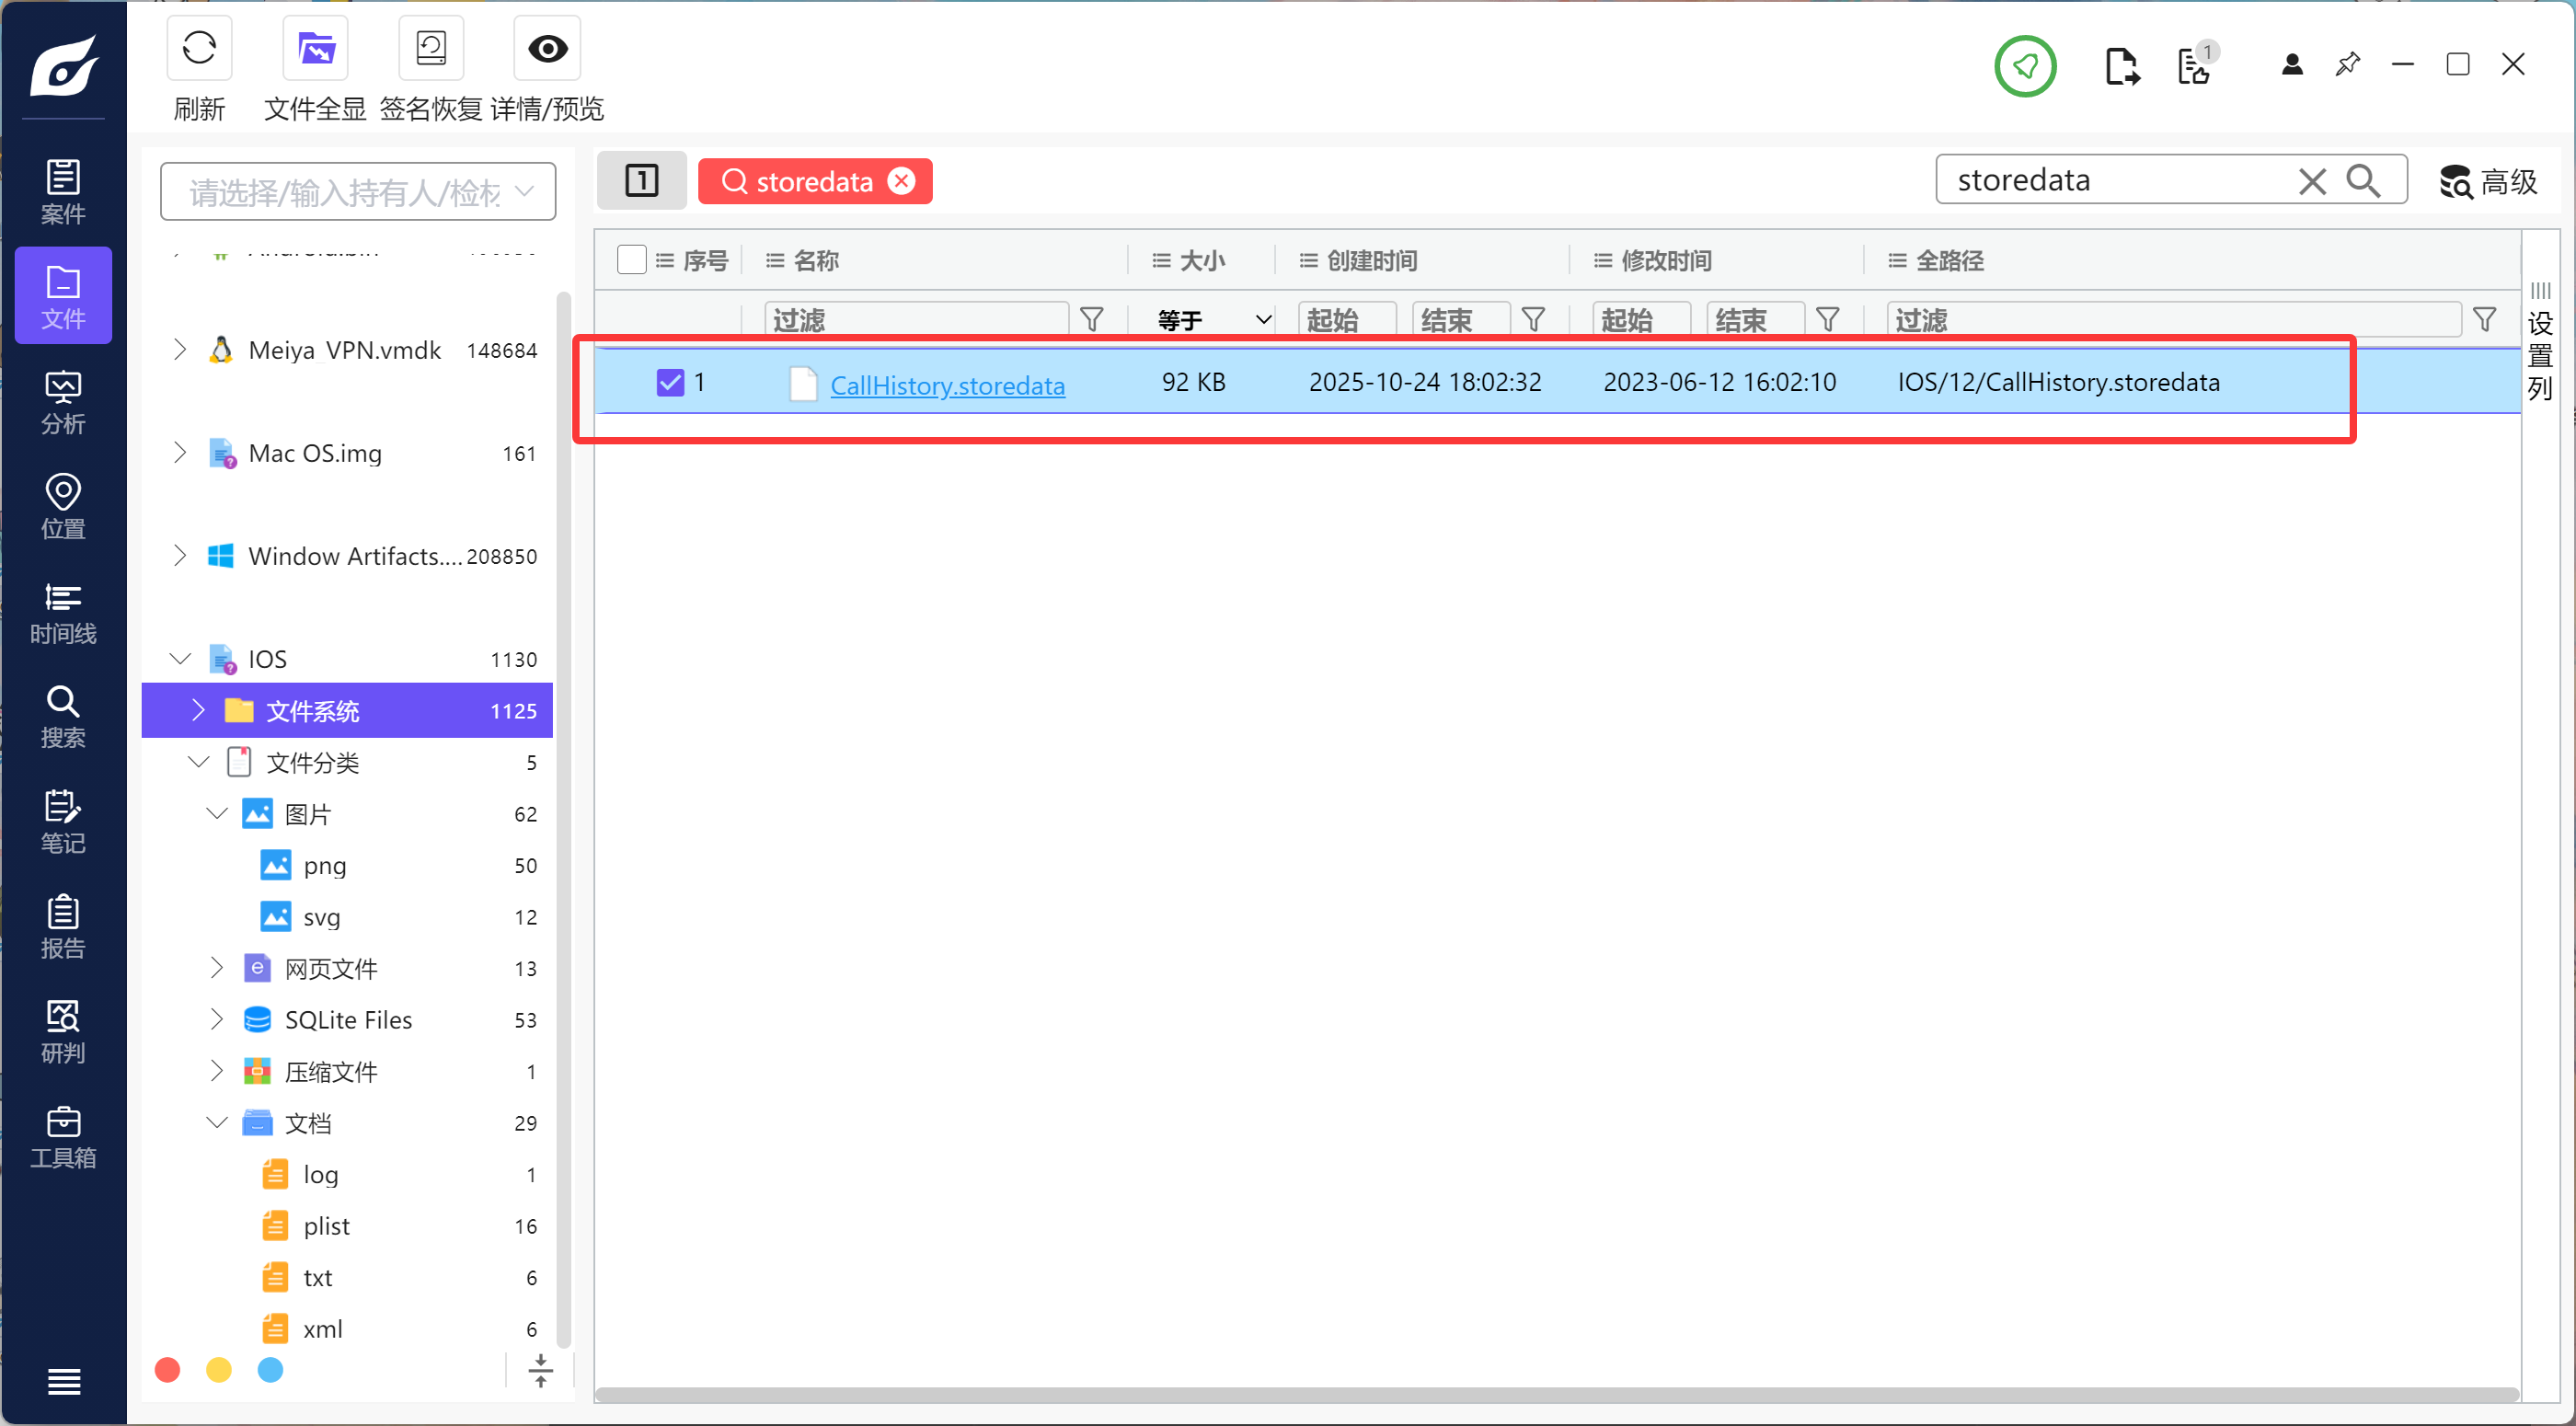 刷新
文件全显
签名恢复
详情/预览
1
案件
文件
分析
位置
时间线
搜索
笔记
报告
研判
工具箱
请选择/输入持有人/检材
Meiya VPN.vmdk 148684
Mac OS.img 161
Window Artifacts.... 208850
IOS 1130
文件系统 1125
文件分类 5
图片 62
png 50
svg 12
网页文件 13
SQLite Files 53
压缩文件 1
文档 29
log 1
plist 16
txt 6
xml 6
1
storedata
storedata
高级
序号 名称 大小 创建时间 修改时间 全路径
过滤 等于 起始 结束 起始 结束 过滤
1 CallHistory.storedata 92 KB 2025-10-24 18:02:32 2023-06-12 16:02:10 IOS/12/CallHistory.storedata
设置列